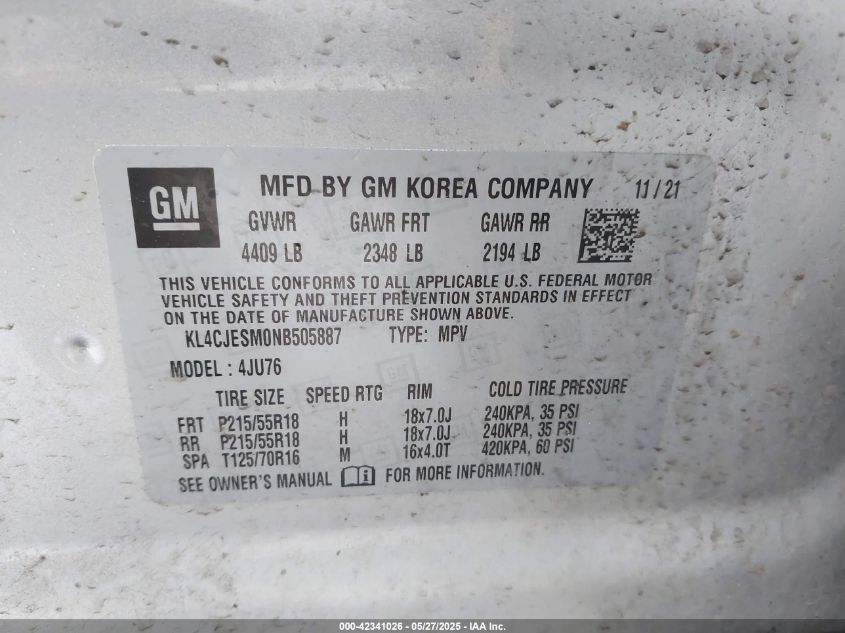 GM
MFD BY GM KOREA COMPANY 11/21
GVWR GAWR FRT GAWR RR
4409 LB 2348 LB 2194 LB
THIS VEHICLE CONFORMS TO ALL APPLICABLE U.S. FEDERAL MOTOR
VEHICLE SAFETY AND THEFT PREVENTION STANDARDS IN EFFECT
ON THE DATE OF MANUFACTURE SHOWN ABOVE.
KL4CJESM0NB505887 TYPE: MPV
MODEL : 4JU76
TIRE SIZE SPEED RTG RIM COLD TIRE PRESSURE
FRT P215/55R18 H 18x7.0J 240KPA, 35 PSI
RR P215/55R18 H 18x7.0J 240KPA, 35 PSI
SPA T125/70R16 M 16x4.0T 420KPA, 60 PSI
SEE OWNER'S MANUAL i FOR MORE INFORMATION.
000-42341026 - 05/27/2025 - IAA Inc.